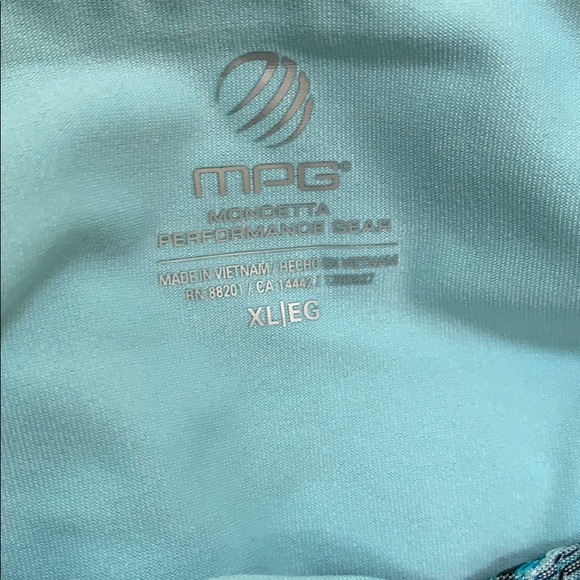 MPG®
MONDETTA
PERFORMANCE GEAR
MADE IN VIETNAM / HECHO EN VIETNAM
RN: 88201 / CA 14442 /
XL|EG